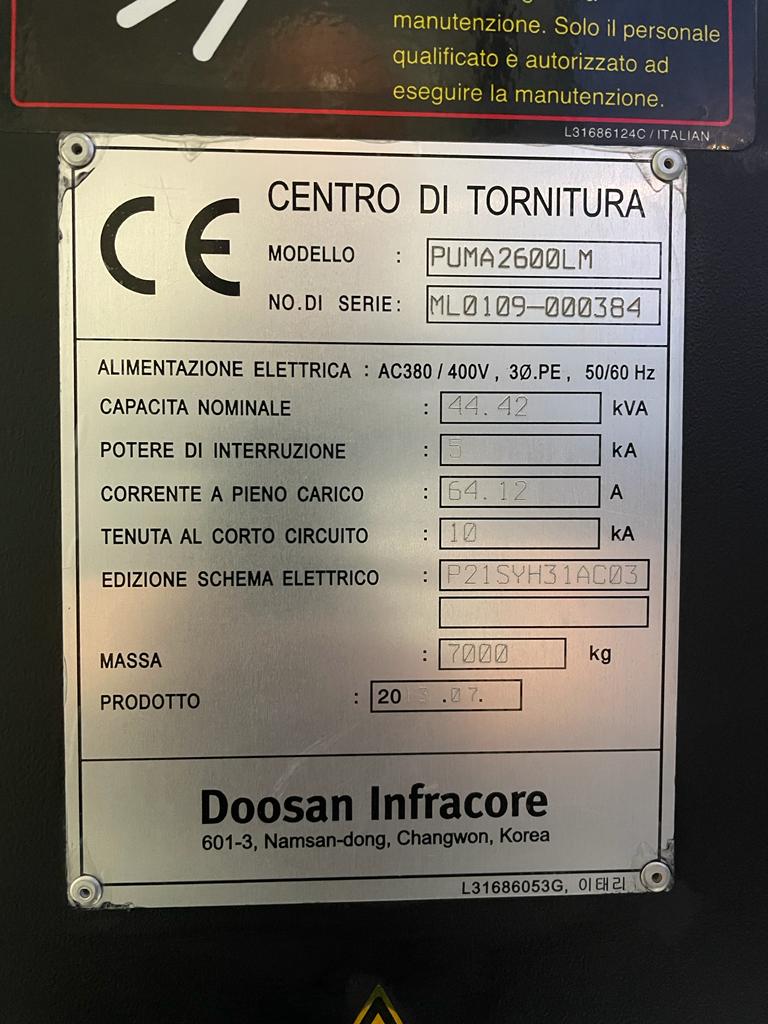 manutenzione. Solo il personale
qualificato è autorizzato ad
eseguire la manutenzione.
L31686124C / ITALIAN
CE
CENTRO DI TORNITURA
MODELLO : PUMA2600LM
NO.DI SERIE: ML0109-000384
ALIMENTAZIONE ELETTRICA : AC380 / 400V , 3Ø.PE , 50/60 Hz
CAPACITA NOMINALE : 44.42 kVA
POTERE DI INTERRUZIONE : 5 kA
CORRENTE A PIENO CARICO : 64.12 A
TENUTA AL CORTO CIRCUITO : 10 kA
EDIZIONE SCHEMA ELETTRICO : P21SYH31AC03
MASSA : 7000 kg
PRODOTTO : 2013.07.
Doosan Infracore
601-3, Namsan-dong, Changwon, Korea
L31686053G, 이태리